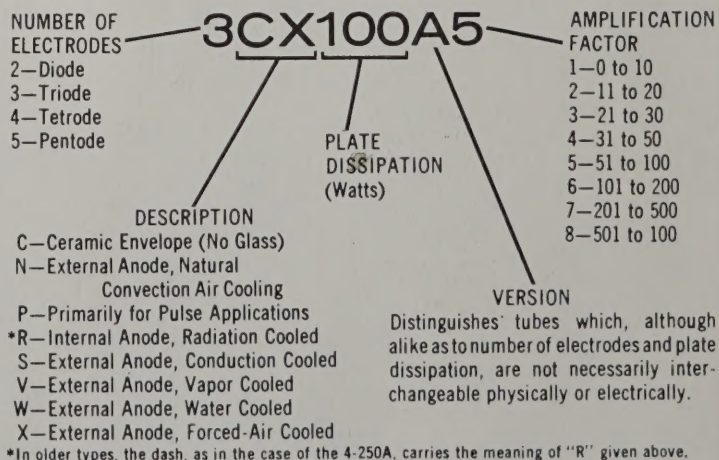 NUMBER OF
ELECTRODES
2—Diode
3—Triode
4—Tetrode
5—Pentode
3CX100A5
AMPLIFICATION
FACTOR
1—0 to 10
2—11 to 20
3—21 to 30
4—31 to 50
5—51 to 100
6—101 to 200
7—201 to 500
8—501 to 100
PLATE
DISSIPATION
(Watts)
DESCRIPTION
C—Ceramic Envelope (No Glass)
N—External Anode, Natural
Convection Air Cooling
P—Primarily for Pulse Applications
*R—Internal Anode, Radiation Cooled
S—External Anode, Conduction Cooled
V—External Anode, Vapor Cooled
W—External Anode, Water Cooled
X—External Anode, Forced-Air Cooled
VERSION
Distinguishes tubes which, although
alike as to number of electrodes and plate
dissipation, are not necessarily inter-
changeable physically or electrically.
*In older types, the dash, as in the case of the 4-250A, carries the meaning of "R" given above.